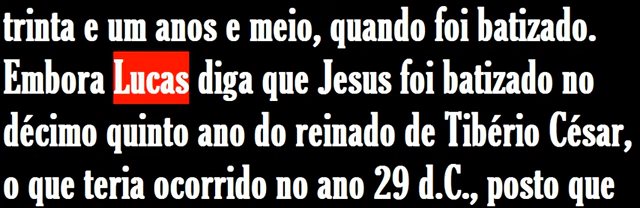 trinta e um anos e meio, quando foi batizado.
Embora Lucas diga que Jesus foi batizado no
décimo quinto ano do reinado de Tibério César,
o que teria ocorrido no ano 29 d.C., posto que